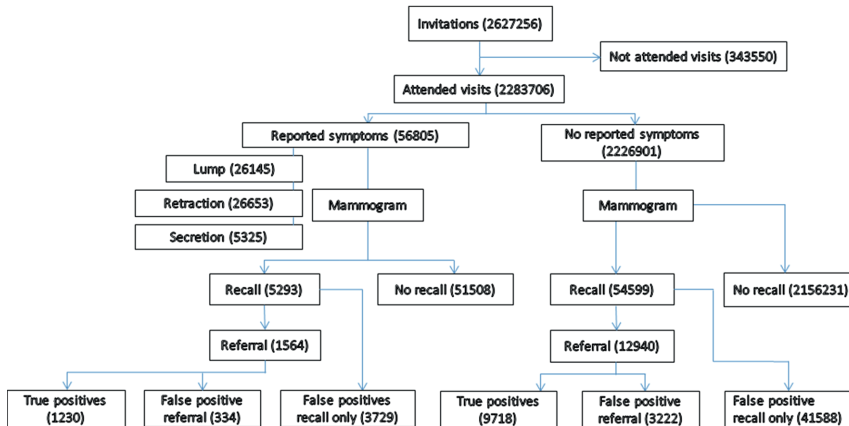 Invitations (2627256)
Not attended visits (343550)
Attended visits (2283706)
Reported symptoms (56805)
No reported symptoms
(2226901)
Lump (26145)
Retraction (26653)
Secretion (5325)
Mammogram
Mammogram
Recall (5293)
No recall (51508)
Recall (54599)
No recall (2156231)
Referral (1564)
Referral (12940)
True positives
(1230)
False positive
referral (334)
False positives
recall only (3729)
True positives
(9718)
False positive
referral (3222)
False positive
recall only (41588)